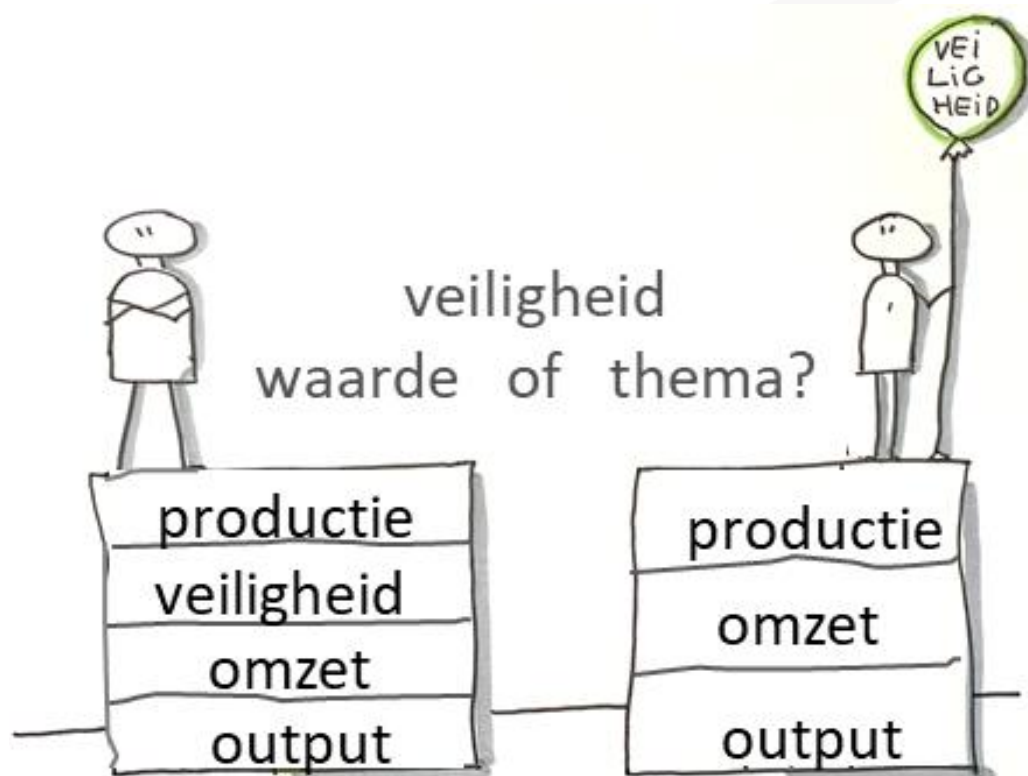 VEI
LIG
HEID
veiligheid
waarde of thema?
productie
veiligheid
omzet
output
productie
omzet
output